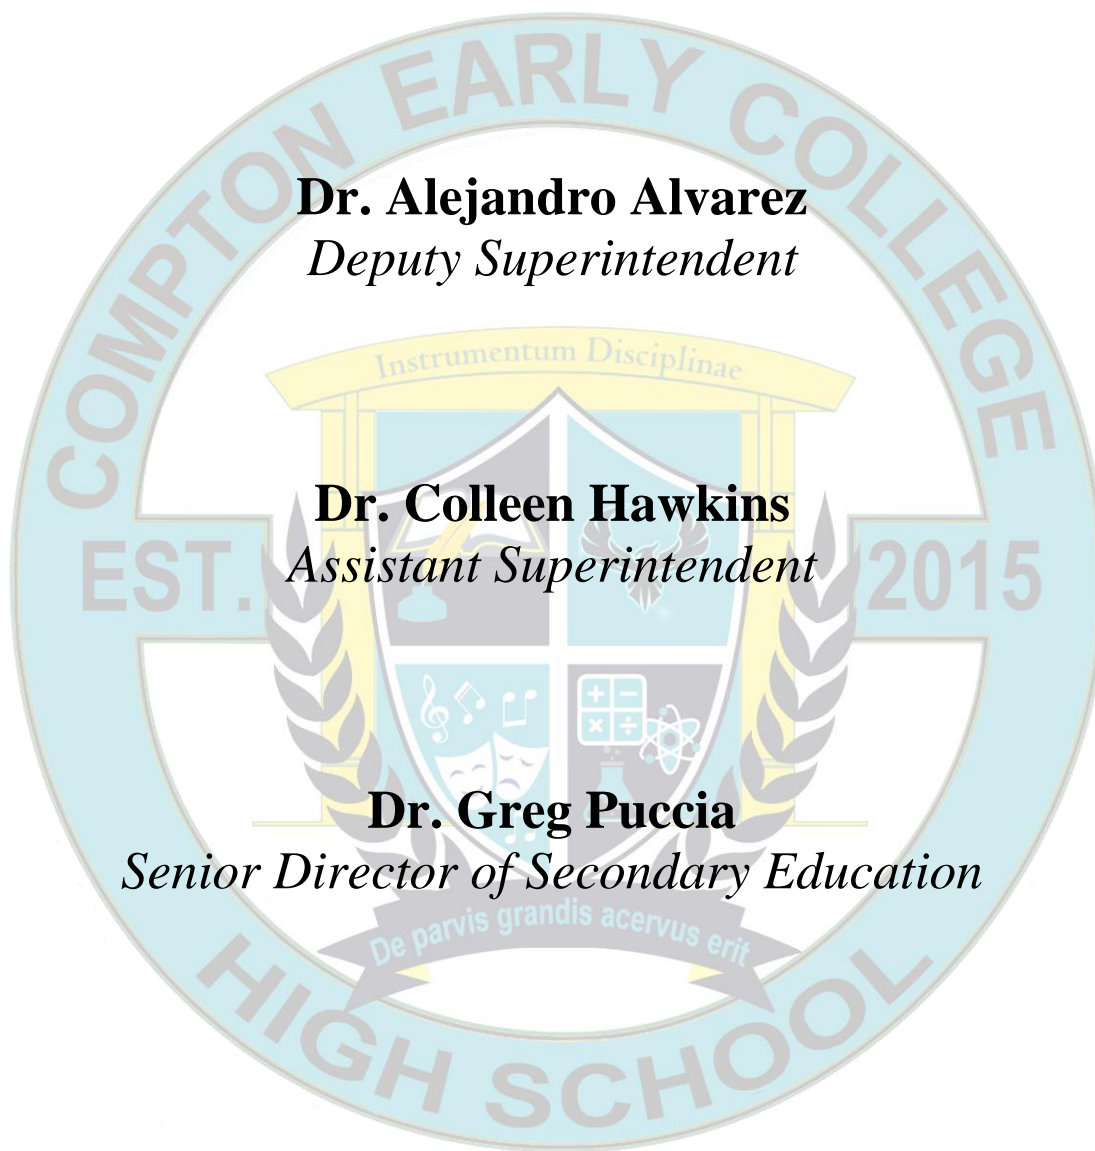 COMPTON EARLY COLLEGE
Dr. Alejandro Alvarez
Deputy Superintendent
Instrumentum Disciplinae
Dr. Colleen Hawkins
Assistant Superintendent
EST. 2015
+ −
× ÷
Dr. Greg Puccia
Senior Director of Secondary Education
De parvis grandis acervus erit
HIGH SCHOOL